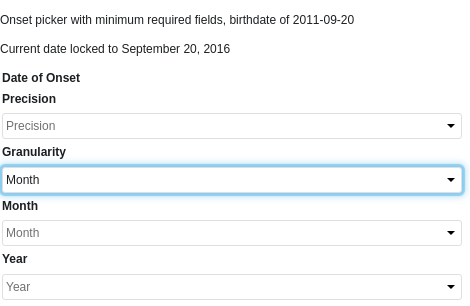 Onset picker with minimum required fields, birthdate of 2011-09-20
Current date locked to September 20, 2016
Date of Onset
Precision
Precision
Granularity
Month
Month
Month
Year
Year